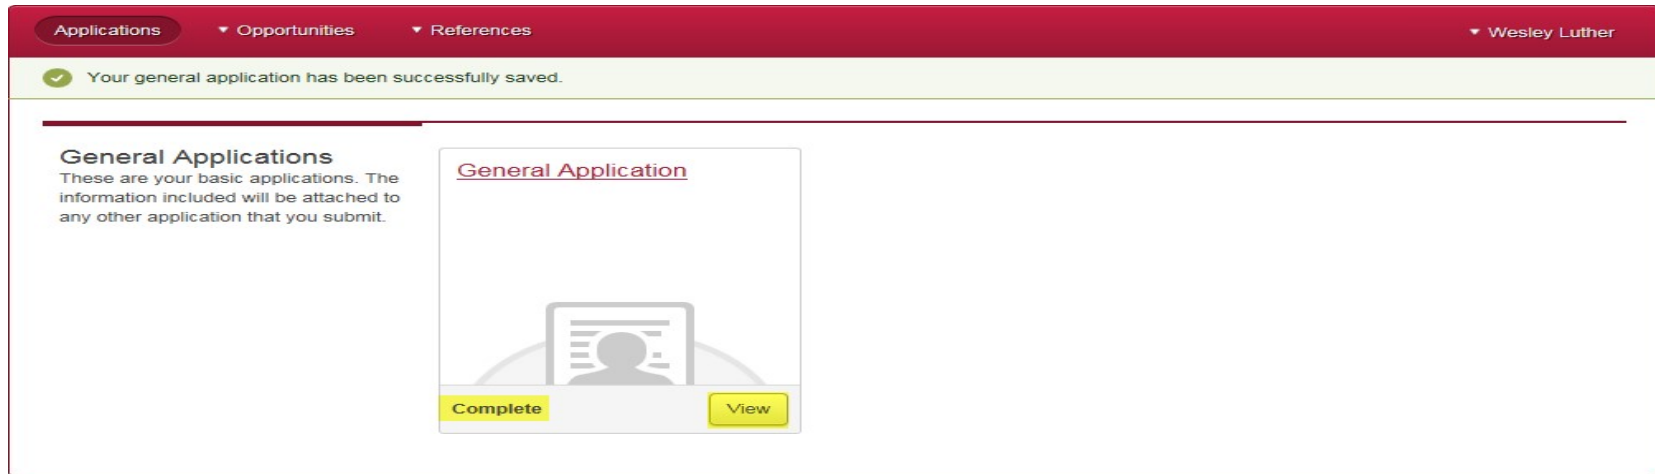 Applications
Opportunities
References
Wesley Luther
Your general application has been successfully saved.
General Applications
These are your basic applications. The
information included will be attached to
any other application that you submit.
General Application
Complete
View